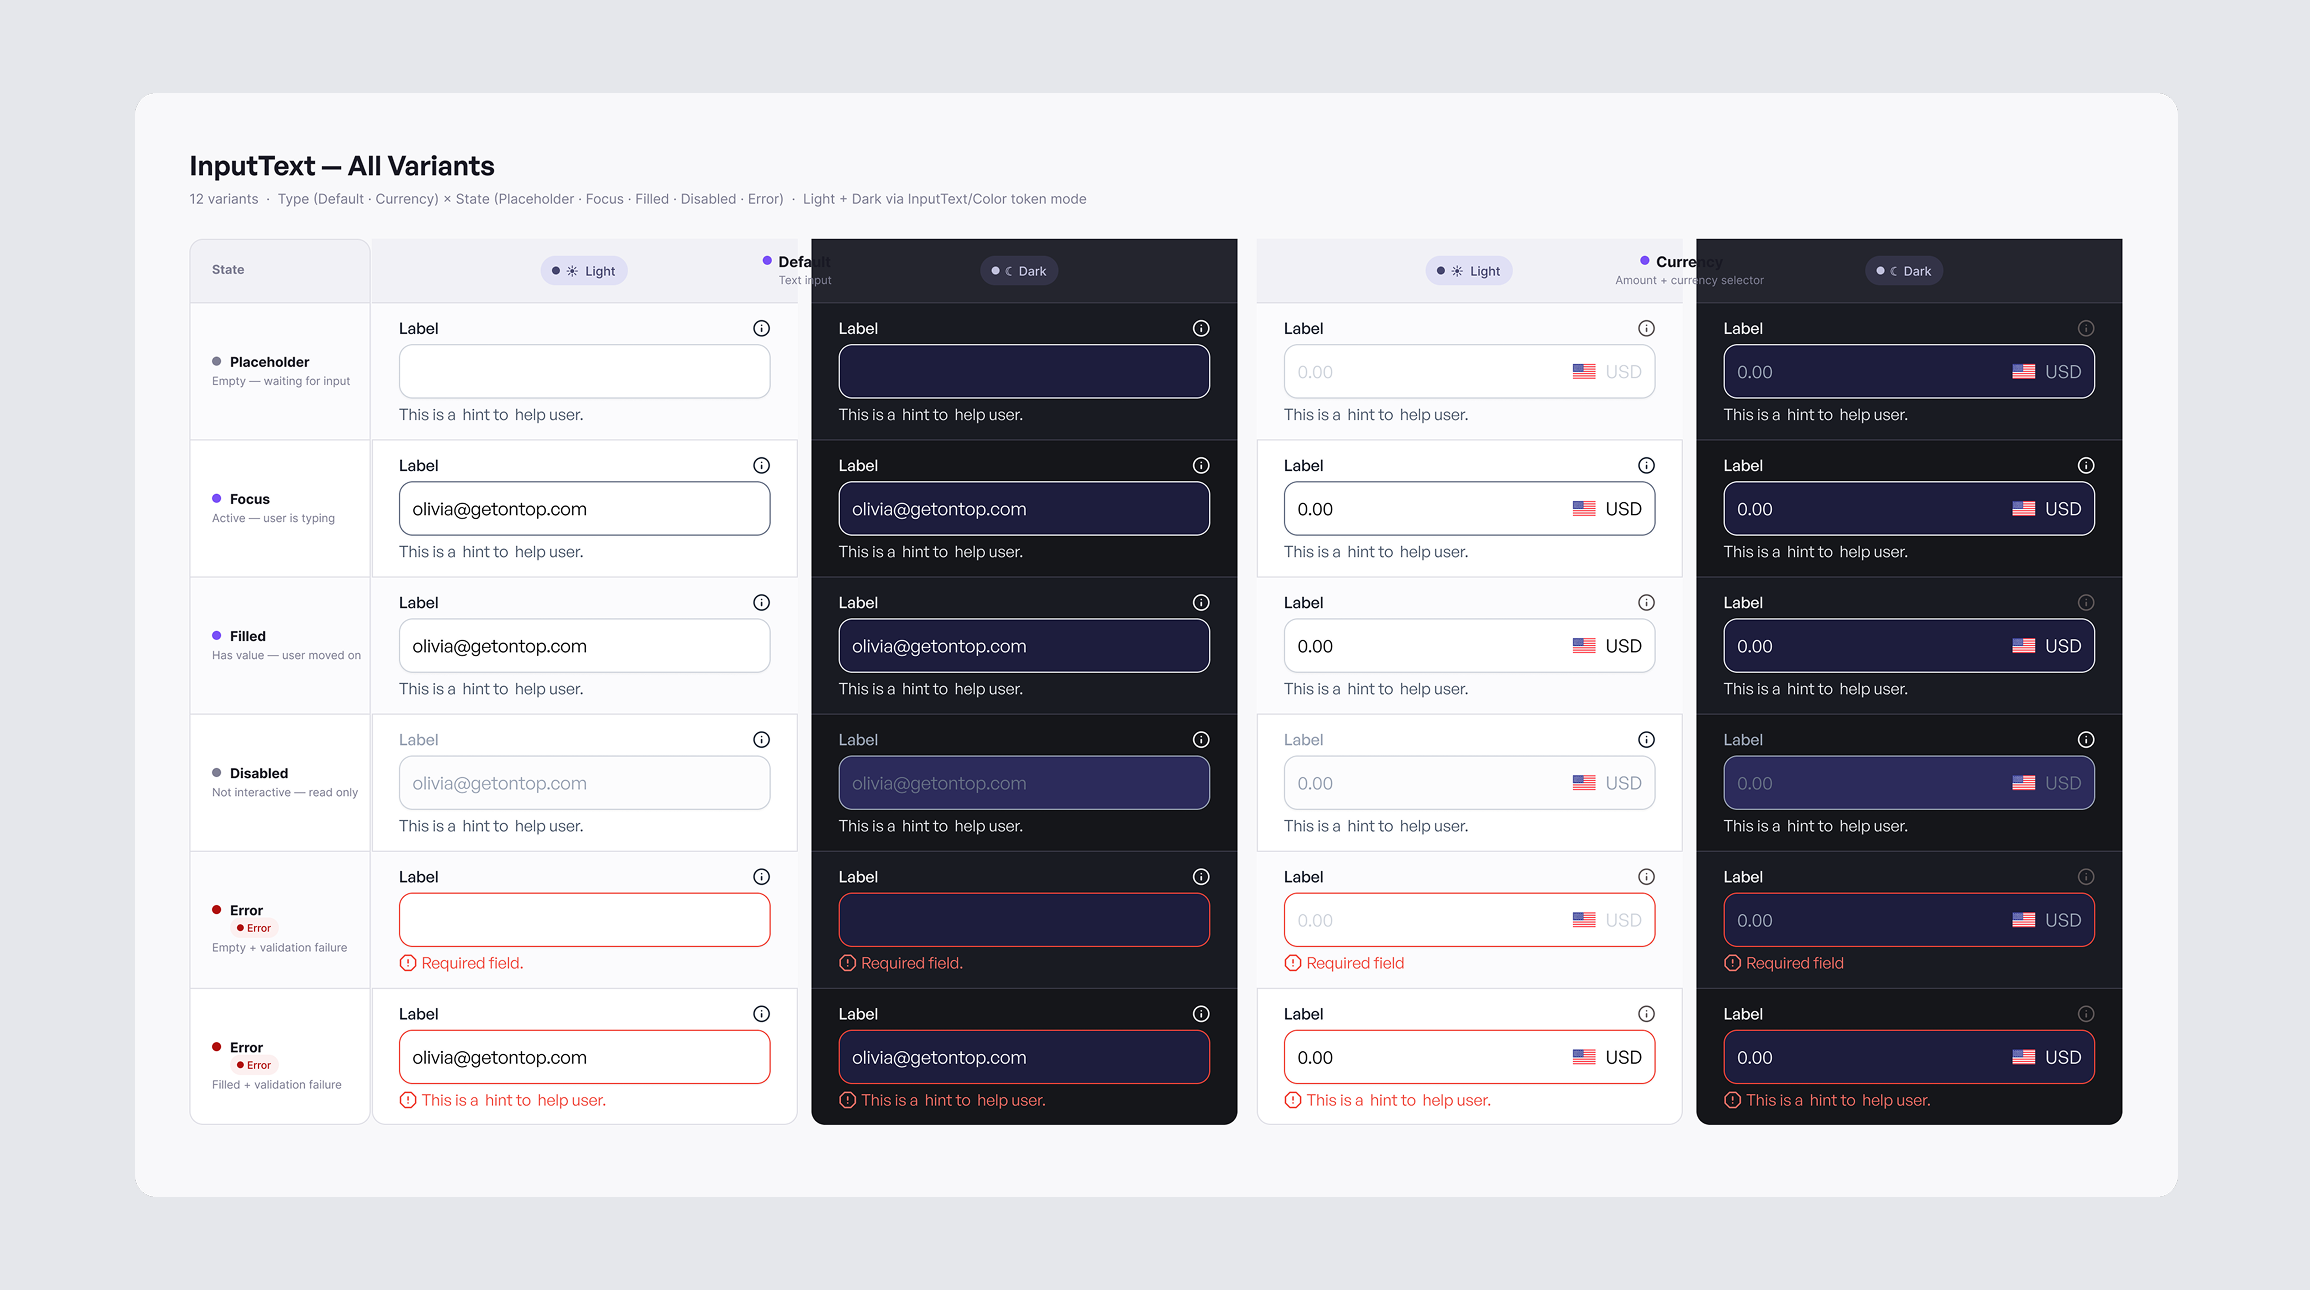 InputText — All Variants
12 variants · Type (Default · Currency) × State (Placeholder · Focus · Filled · Disabled · Error) · Light + Dark via InputText/Color token mode
State
Light
Default
Text input
Dark
Light
Currency
Amount + currency selector
Dark
Placeholder
Empty — waiting for input
Label
This is a hint to help user.
Label
This is a hint to help user.
Label
0.00 USD
This is a hint to help user.
Label
0.00 USD
This is a hint to help user.
Focus
Active — user is typing
Label
olivia@getontop.com
This is a hint to help user.
Label
olivia@getontop.com
This is a hint to help user.
Label
0.00 USD
This is a hint to help user.
Label
0.00 USD
This is a hint to help user.
Filled
Has value — user moved on
Label
olivia@getontop.com
This is a hint to help user.
Label
olivia@getontop.com
This is a hint to help user.
Label
0.00 USD
This is a hint to help user.
Label
0.00 USD
This is a hint to help user.
Disabled
Not interactive — read only
Label
olivia@getontop.com
This is a hint to help user.
Label
olivia@getontop.com
This is a hint to help user.
Label
0.00 USD
This is a hint to help user.
Label
0.00 USD
This is a hint to help user.
Error
Error
Empty + validation failure
Label
Required field.
Label
Required field.
Label
0.00 USD
Required field
Label
0.00 USD
Required field
Error
Error
Filled + validation failure
Label
olivia@getontop.com
This is a hint to help user.
Label
olivia@getontop.com
This is a hint to help user.
Label
0.00 USD
This is a hint to help user.
Label
0.00 USD
This is a hint to help user.